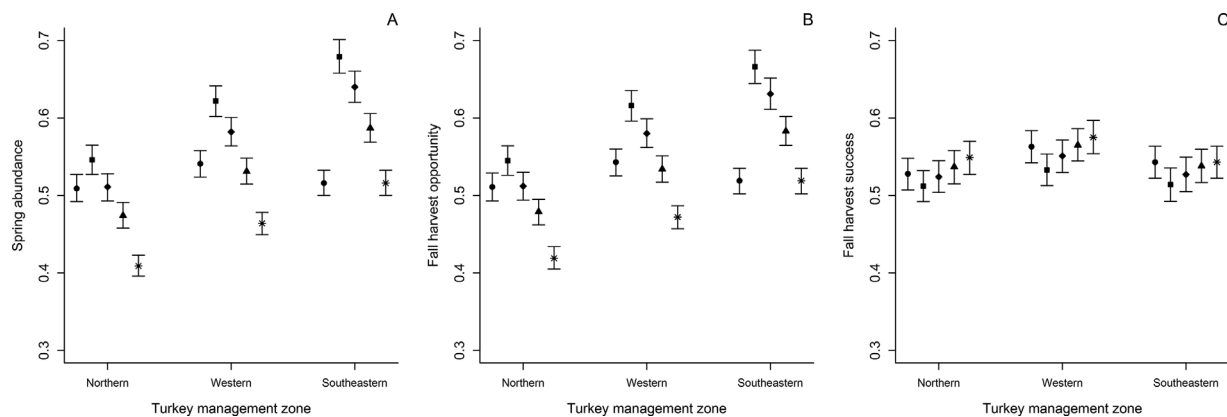 A
Spring abundance
0.7
0.6
0.5
0.4
0.3
Northern Western Southeastern
Turkey management zone
B
Fall harvest opportunity
0.7
0.6
0.5
0.4
0.3
Northern Western Southeastern
Turkey management zone
C
Fall harvest success
0.7
0.6
0.5
0.4
0.3
Northern Western Southeastern
Turkey management zone